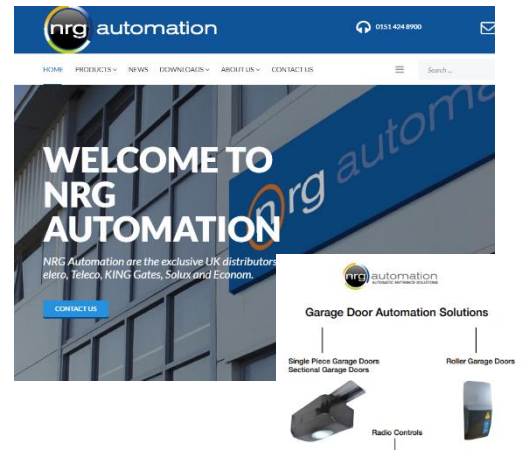 nrg automation
0151 424 8900
HOME PRODUCTS NEWS DOWNLOADS ABOUT US CONTACT US
Search ...
nrg automation
WELCOME TO
NRG
AUTOMATION
NRG Automation are the exclusive UK distributors
elero, Teleco, KING Gates, Solux and Econom.
CONTACT US
nrg automation
AUTOMATIC ENTRANCE SOLUTIONS
Garage Door Automation Solutions
Single Piece Garage Doors
Sectional Garage Doors
Roller Garage Doors
Radio Controls